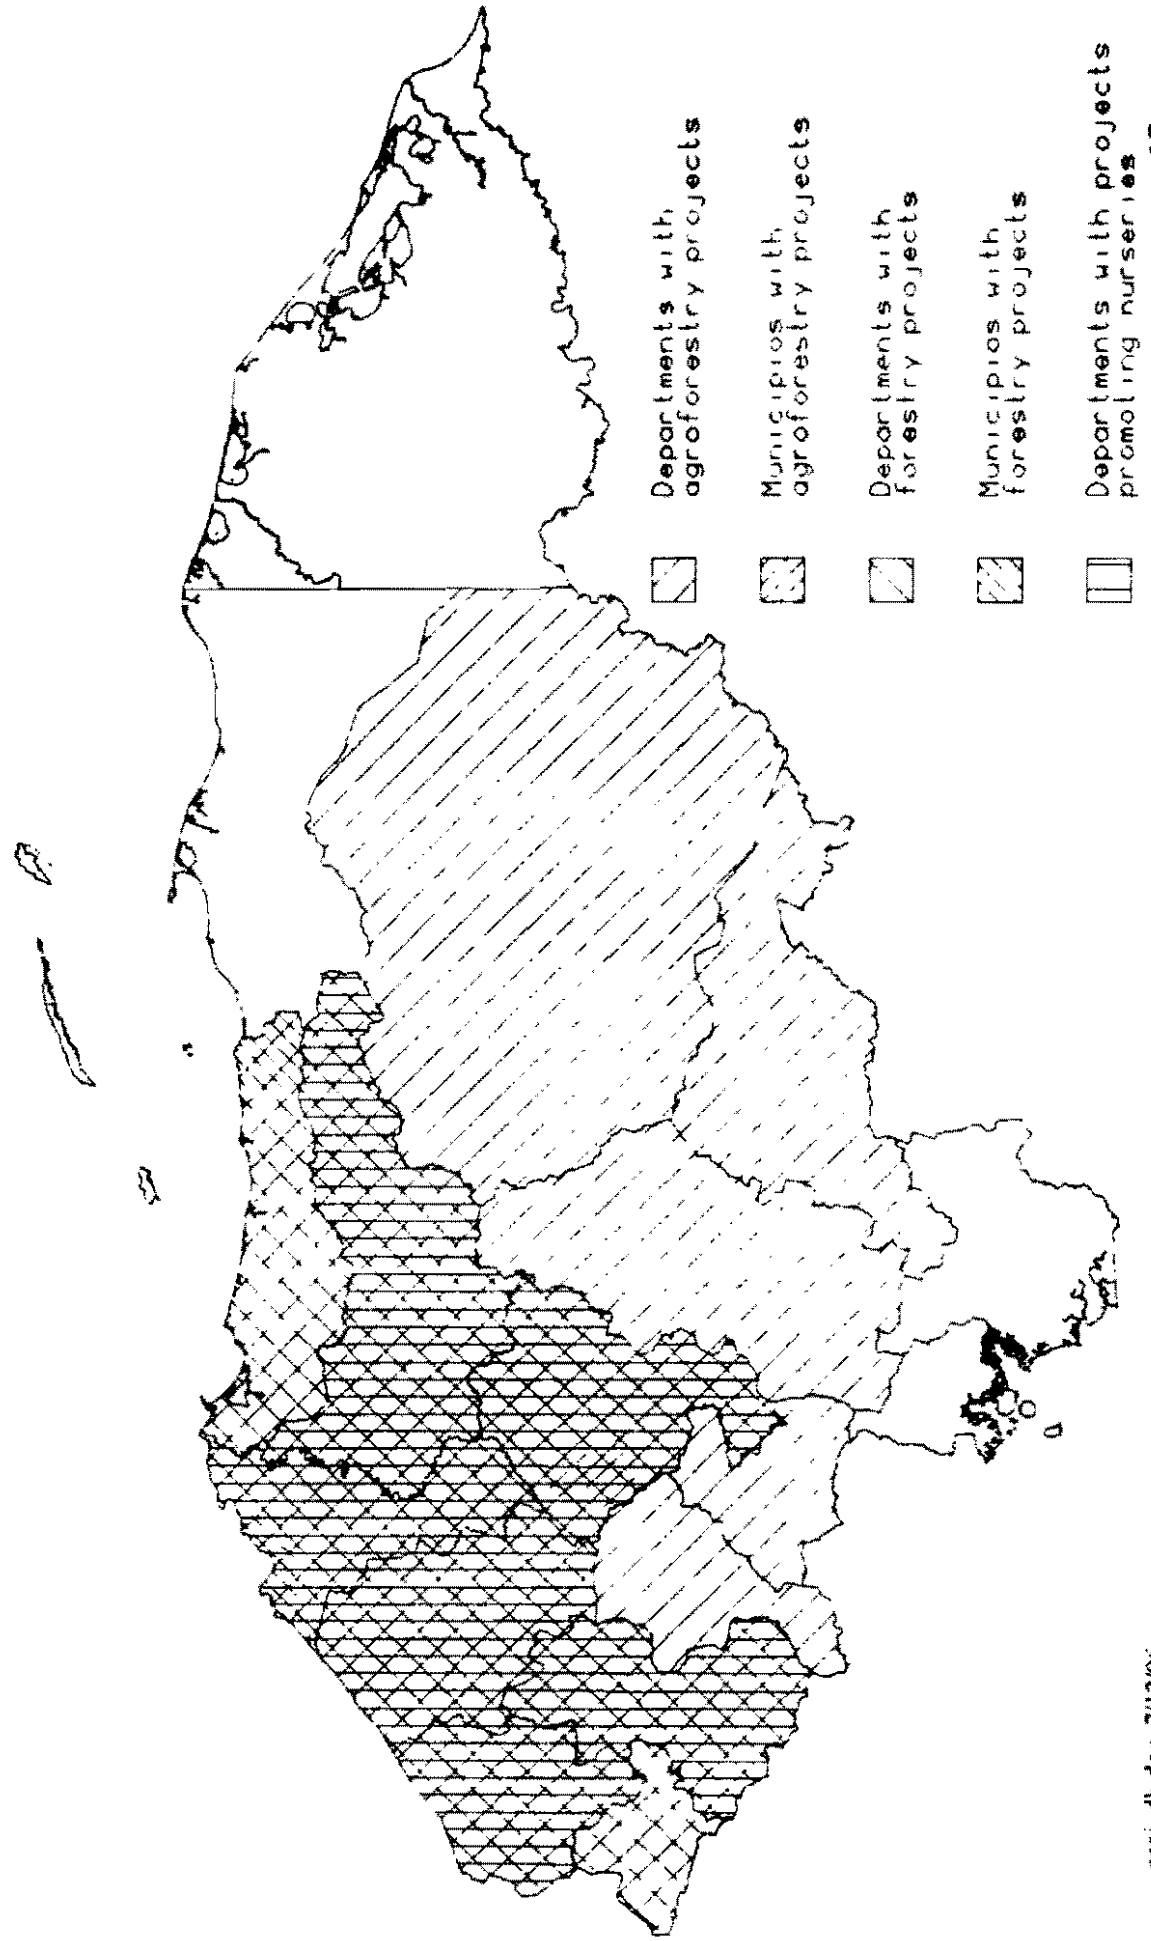 Departments with
agroforestry projects
Municipios with
agroforestry projects
Departments with
forestry projects
Municipios with
forestry projects
Departments with projects
promoting nurseries